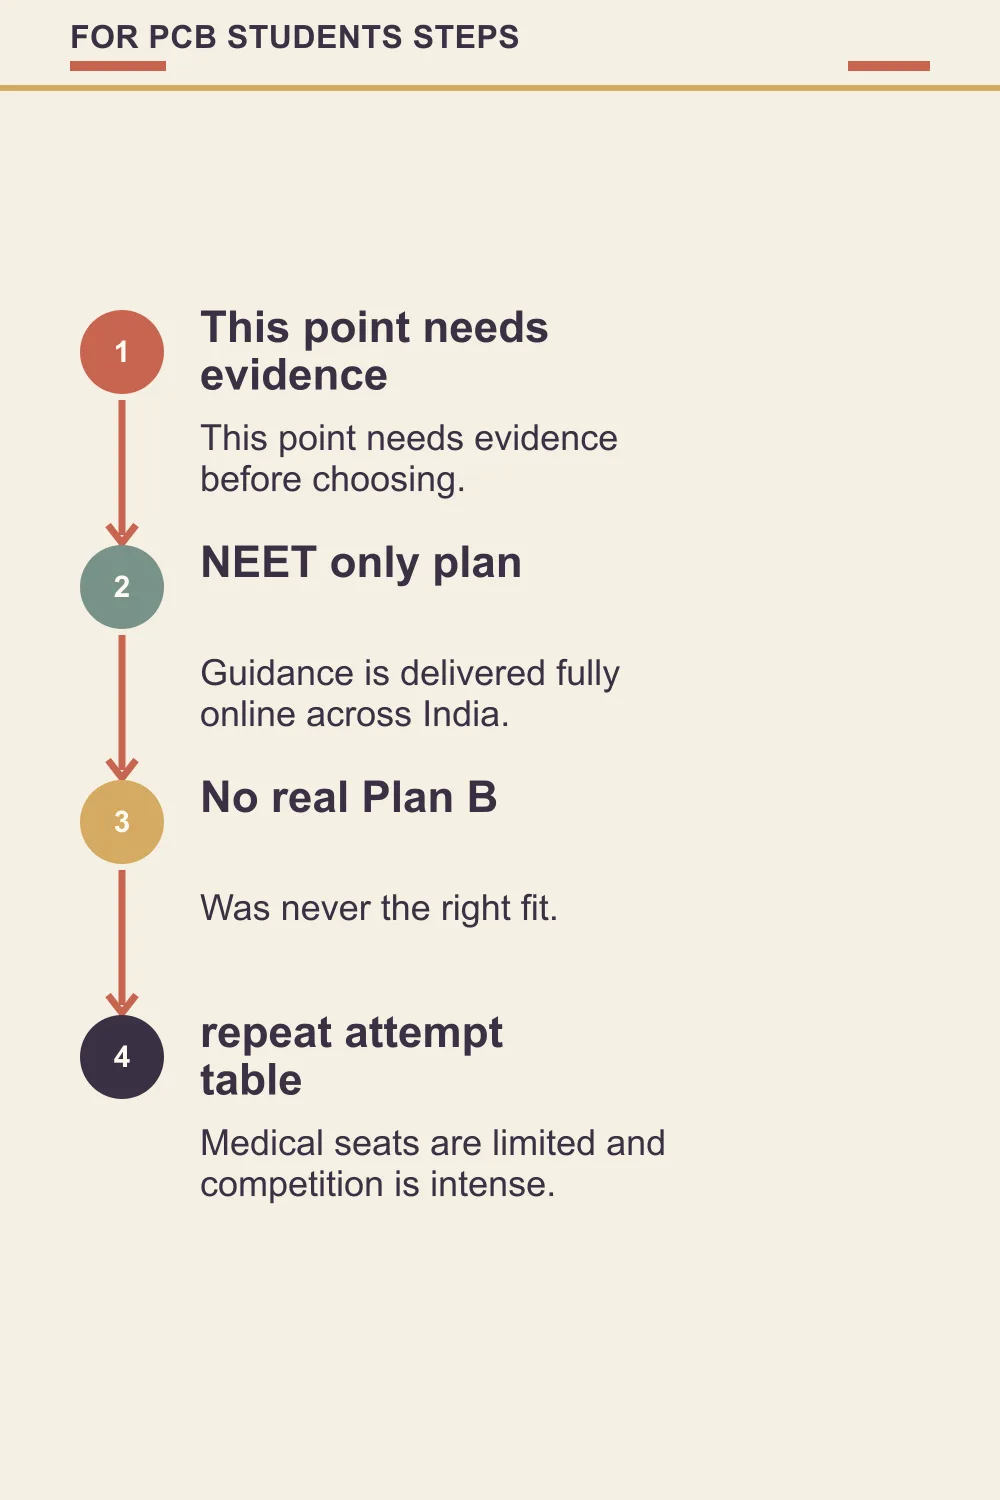 FOR PCB STUDENTS STEPS
1
This point needs
evidence
This point needs evidence
before choosing.
2
NEET only plan
Guidance is delivered fully
online across India.
3
No real Plan B
Was never the right fit.
4
repeat attempt
table
Medical seats are limited and
competition is intense.